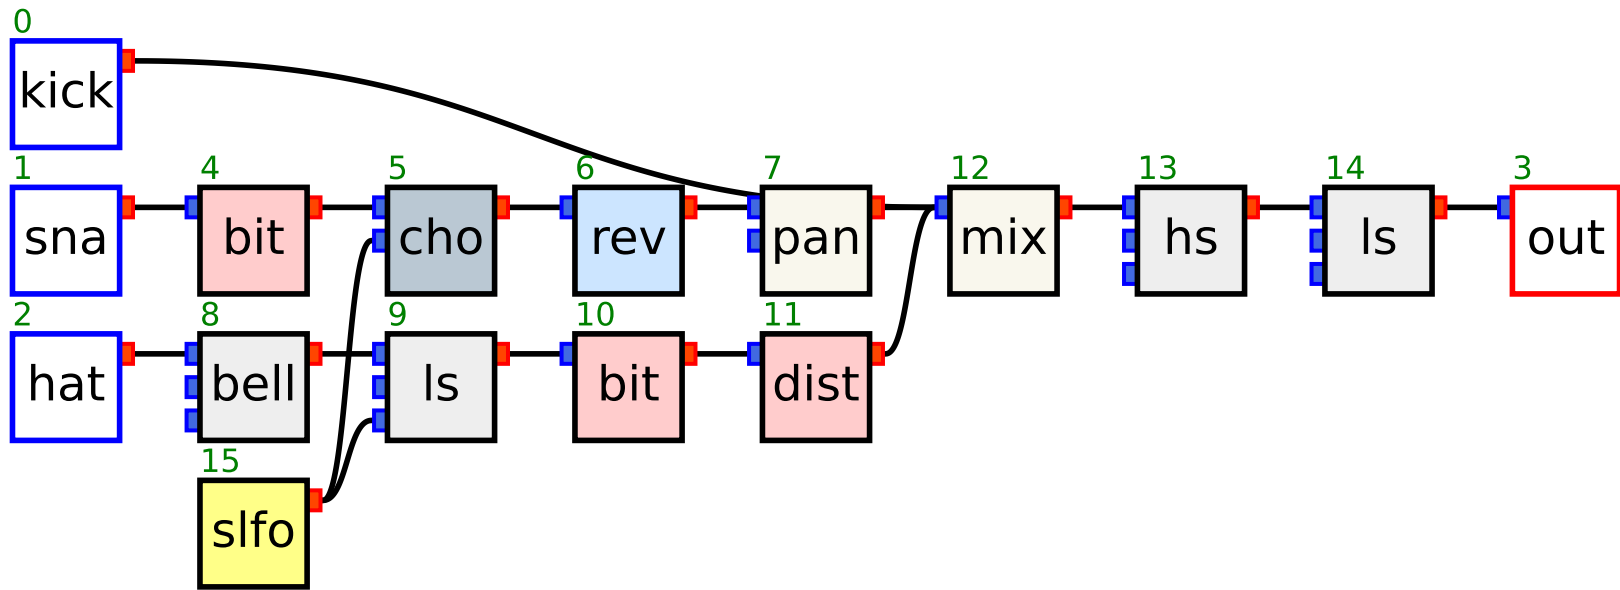 0
kick
1 4 5 6 7 12 13 14 3
sna bit cho rev pan mix hs ls out
2 8 9 10 11
hat bell ls bit dist
15
slfo